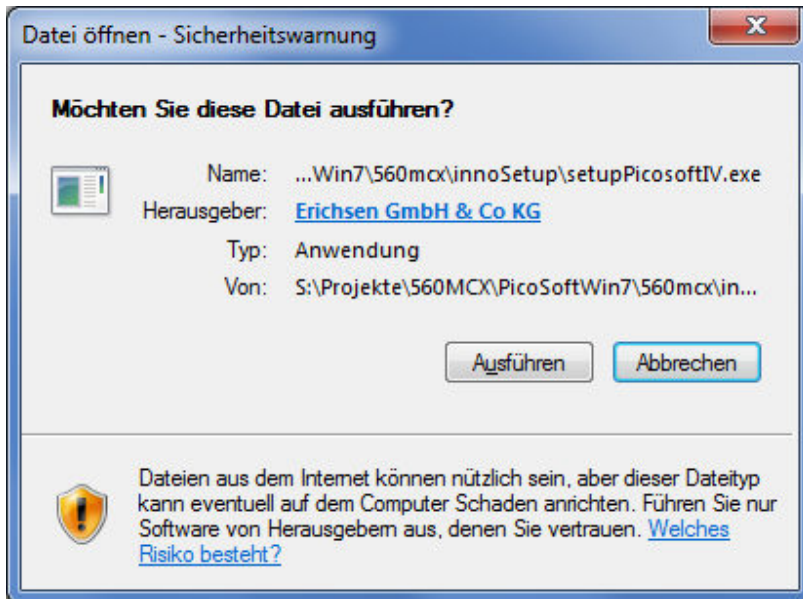 Datei öffnen - Sicherheitswarnung
Möchten Sie diese Datei ausführen?
Name: ...Win7\560mcx\innoSetup\setupPicosoftIV.exe
Herausgeber: Erichsen GmbH & Co KG
Typ: Anwendung
Von: S:\Projekte\560MCX\PicoSoftWin7\560mcx\in...
Ausführen Abbrechen
Dateien aus dem Internet können nützlich sein, aber dieser Dateityp
kann eventuell auf dem Computer Schaden anrichten. Führen Sie nur
Software von Herausgebern aus, denen Sie vertrauen. Welches
Risiko besteht?